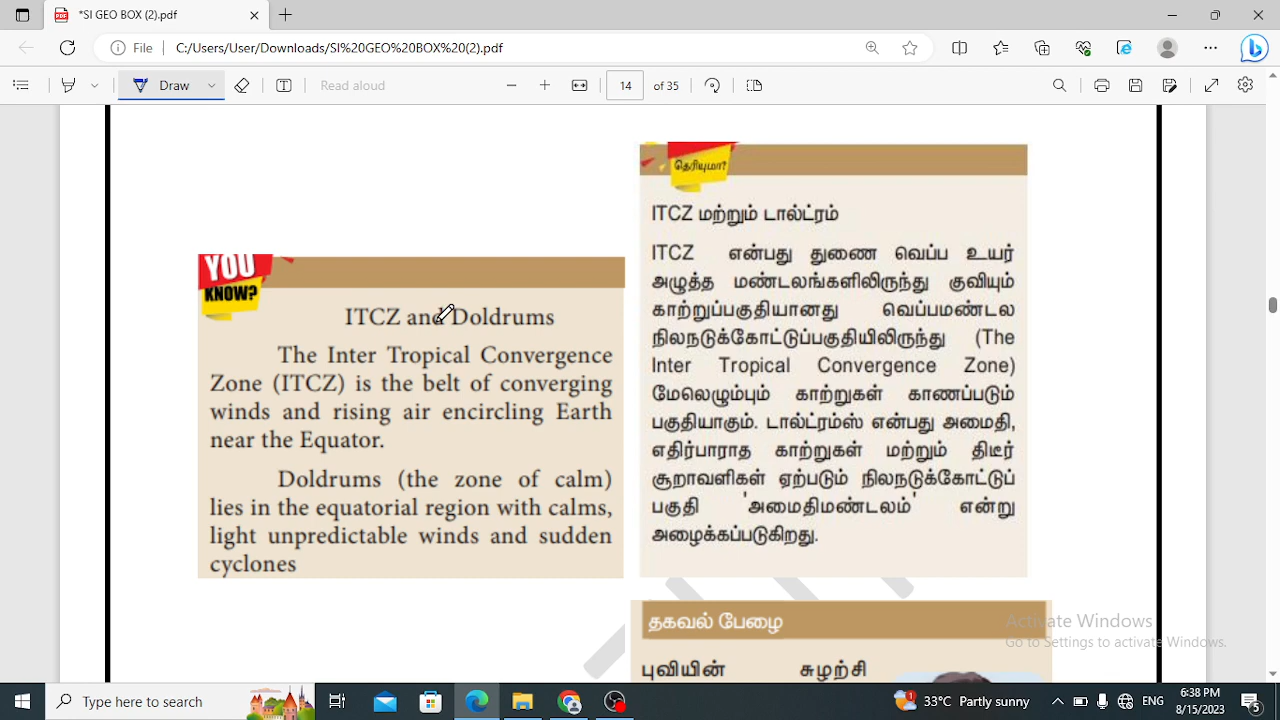 *SI GEO BOX (2).pdf
File C:/Users/User/Downloads/SI%20GEO%20BOX%20(2).pdf
Draw Read aloud 14 of 35
தெரியுமா?
ITCZ மற்றும் டால்ட்ரம்
ITCZ என்பது துணை வெப்ப உயர்
அழுத்த மண்டலங்களிலிருந்து குவியும்
காற்றுப்பகுதியானது வெப்பமண்டல
நிலநடுக்கோட்டுப்பகுதியிலிருந்து (The
Inter Tropical Convergence Zone)
மேலெழும்பும் காற்றுகள் காணப்படும்
பகுதியாகும். டால்ட்ரம்ஸ் என்பது அமைதி,
எதிர்பாராத காற்றுகள் மற்றும் திடீர்
சூறாவளிகள் ஏற்படும் நிலநடுக்கோட்டுப்
பகுதி 'அமைதிமண்டலம்' என்று
அழைக்கப்படுகிறது.
YOU
KNOW?
ITCZ and Doldrums
The Inter Tropical Convergence
Zone (ITCZ) is the belt of converging
winds and rising air encircling Earth
near the Equator.
Doldrums (the zone of calm)
lies in the equatorial region with calms,
light unpredictable winds and sudden
cyclones
தகவல் பேழை
புவியின் சுழற்சி
Activate Windows
Go to Settings to activate Windows.
Type here to search
33°C Partly sunny
ENG
6:38 PM
8/15/2023
5